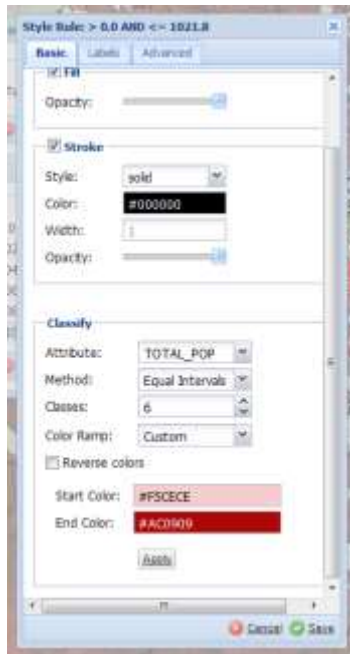 Style Rule: > 0.0 AND <= 1021.8
Basic Labels Advanced
Fill
Opacity:
Stroke
Style: solid
Color: #000000
Width: 1
Opacity:
Classify
Attribute: TOTAL_POP
Method: Equal Intervals
Classes: 6
Color Ramp: Custom
Reverse colors
Start Color: #F5CECE
End Color: #AC0909
Apply
Cancel Save